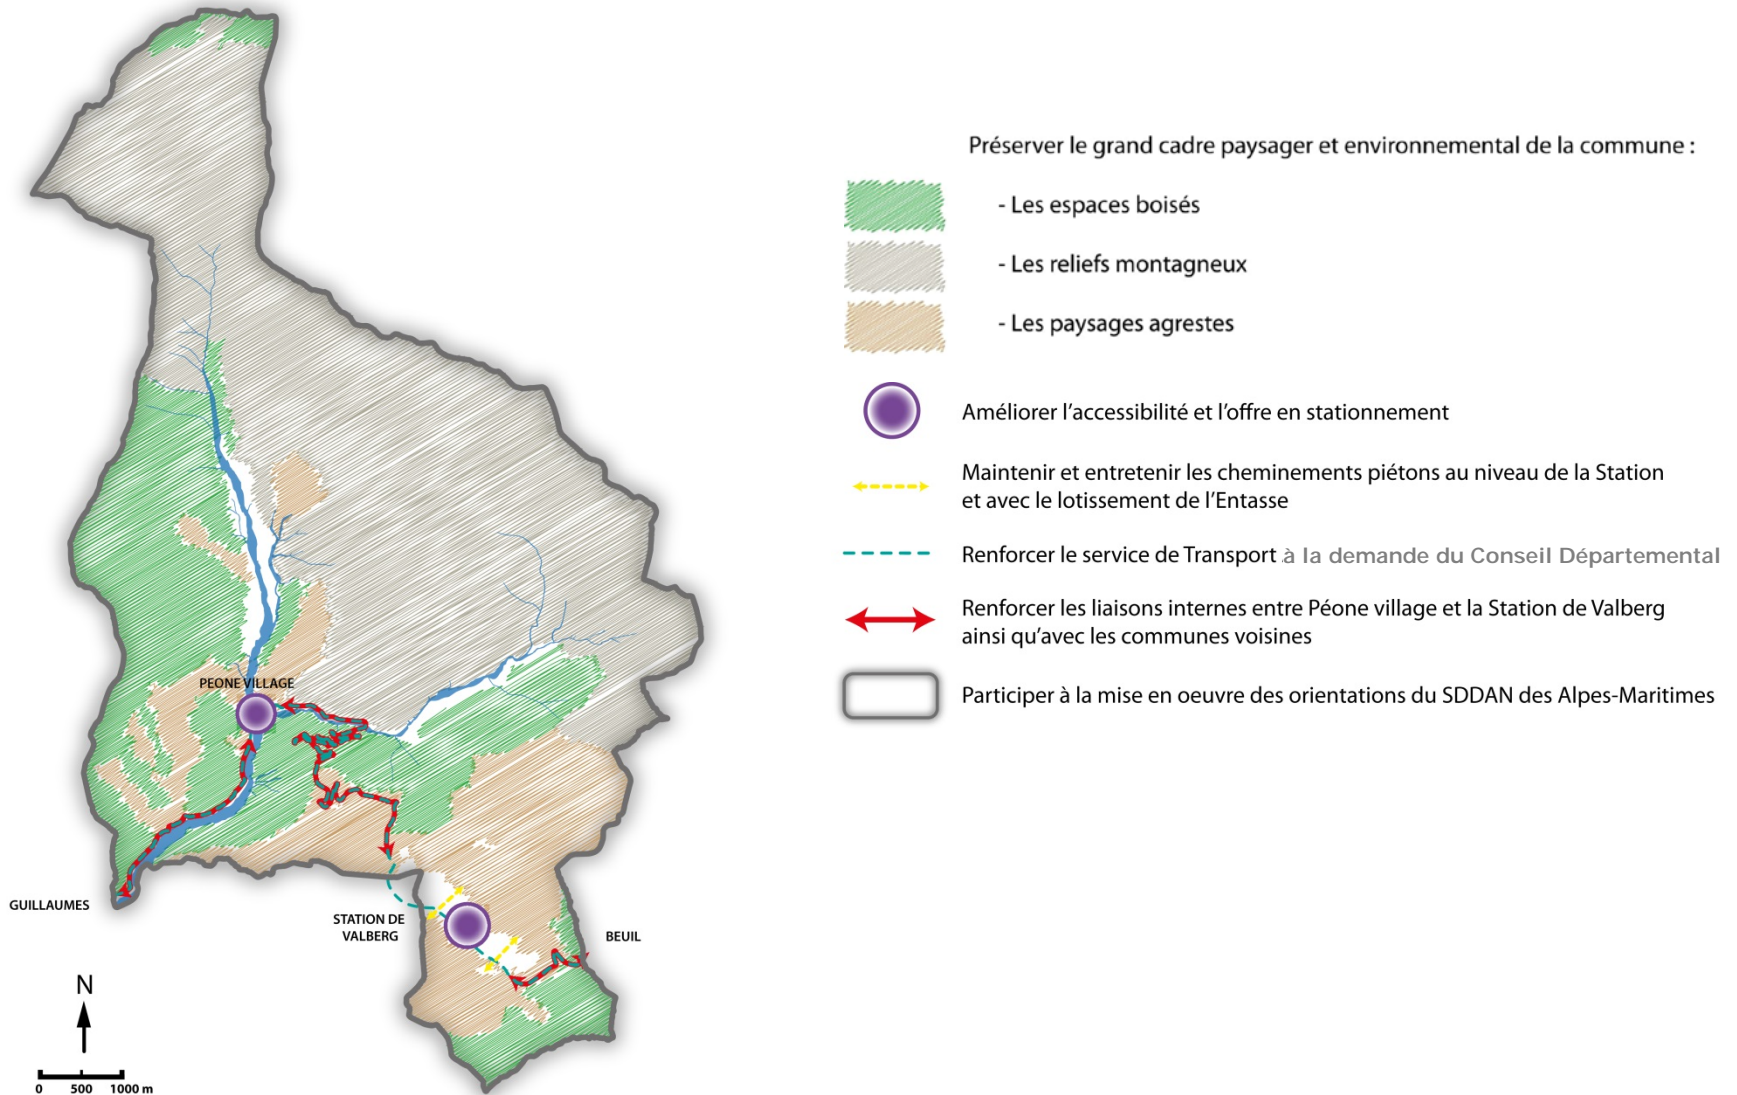 Préserver le grand cadre paysager et environnemental de la commune :
- Les espaces boisés
- Les reliefs montagneux
- Les paysages agrestes
Améliorer l'accessibilité et l'offre en stationnement
Maintenir et entretenir les cheminements piétons au niveau de la Station
et avec le lotissement de l'Entasse
Renforcer le service de Transport à la demande du Conseil Départemental
Renforcer les liaisons internes entre Péone village et la Station de Valberg
ainsi qu'avec les communes voisines
Participer à la mise en oeuvre des orientations du SDDAN des Alpes-Maritimes
PEONE VILLAGE
GUILLAUMES
STATION DE
VALBERG
BEUIL
N
0 500 1000 m